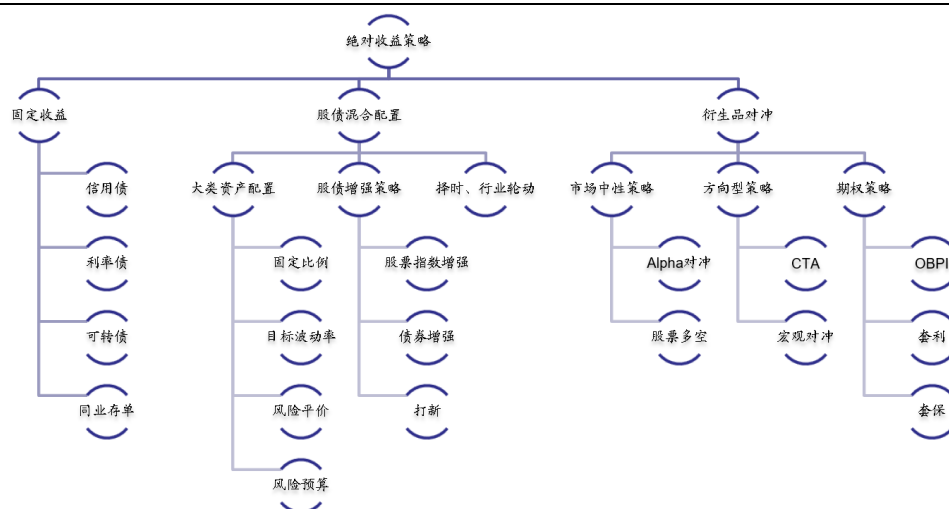 绝对收益策略
固定收益
股债混合配置
衍生品对冲
信用债
大类资产配置
股债增强策略
择时、行业轮动
市场中性策略
方向型策略
期权策略
利率债
固定比例
股票指数增强
Alpha对冲
CTA
OBPI
可转债
目标波动率
债券增强
股票多空
宏观对冲
套利
同业存单
风险平价
打新
套保
风险预算